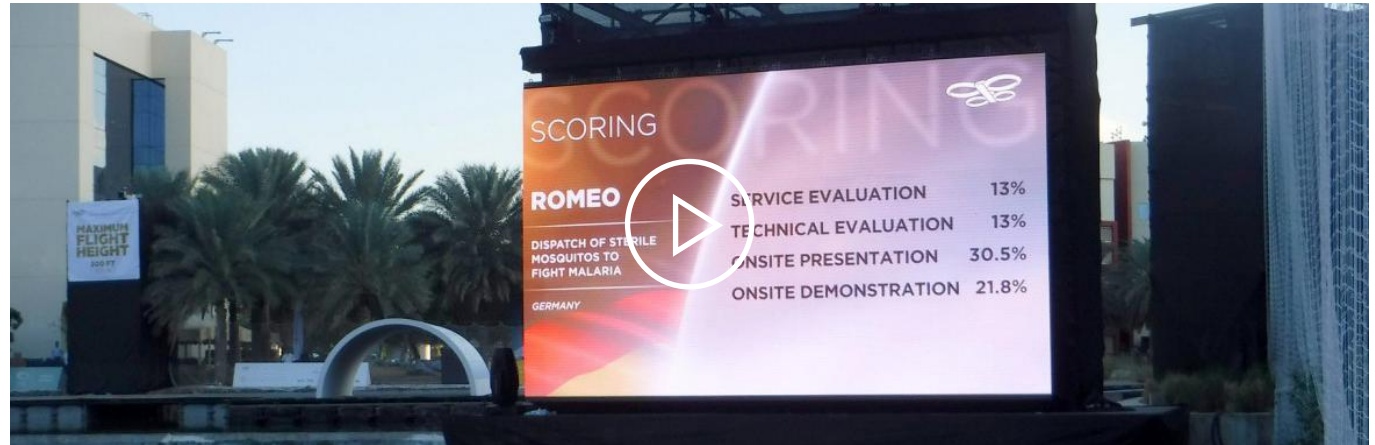 SCORING
SCORING
ROMEO
DISPATCH OF STERILE
MOSQUITOS TO
FIGHT MALARIA
GERMANY
SERVICE EVALUATION 13%
TECHNICAL EVALUATION 13%
ONSITE PRESENTATION 30.5%
ONSITE DEMONSTRATION 21.8%
MAXIMUM
FLIGHT
HEIGHT